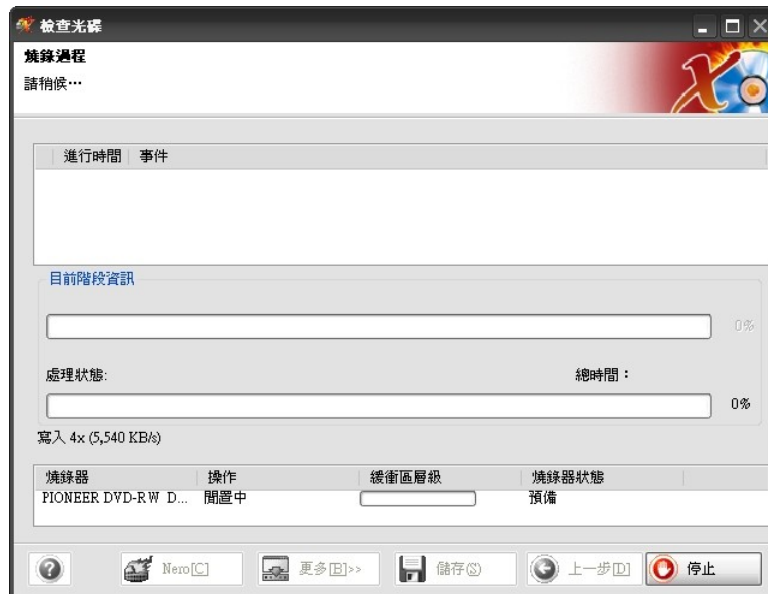 檢查光碟
燒錄過程
請稍候…
進行時間 事件
目前階段資訊
0%
處理狀態: 總時間：
0%
寫入 4x (5,540 KB/s)
燒錄器 操作 緩衝區層級 燒錄器狀態
PIONEER DVD-RW D... 閒置中 預備
Nero[C] 更多[B]>> 儲存(S) 上一步[D] 停止